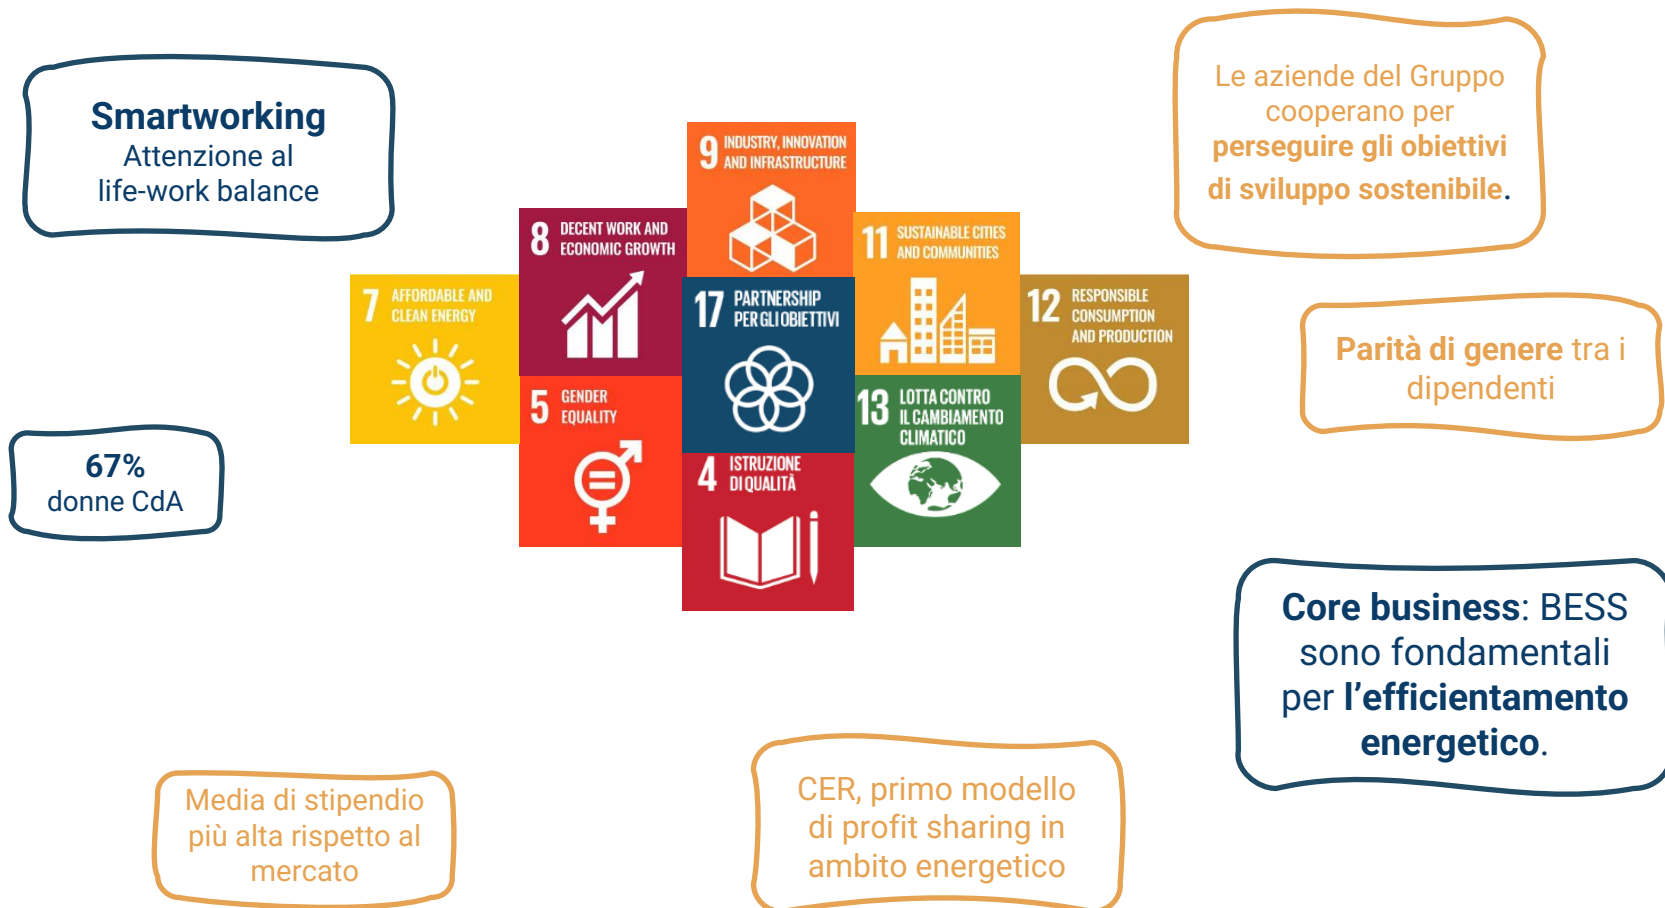 Smartworking
Attenzione al
life-work balance
Le aziende del Gruppo
cooperano per
perseguire gli obiettivi
di sviluppo sostenibile.
9 INDUSTRY, INNOVATION
AND INFRASTRUCTURE
8 DECENT WORK AND
ECONOMIC GROWTH
11 SUSTAINABLE CITIES
AND COMMUNITIES
7 AFFORDABLE AND
CLEAN ENERGY
17 PARTNERSHIP
PER GLI OBIETTIVI
12 RESPONSIBLE
CONSUMPTION
AND PRODUCTION
Parità di genere tra i
dipendenti
5 GENDER
EQUALITY
13 LOTTA CONTRO
IL CAMBIAMENTO
CLIMATICO
67%
donne CdA
4 ISTRUZIONE
DI QUALITÀ
Core business: BESS
sono fondamentali
per l’efficientamento
energetico.
Media di stipendio
più alta rispetto al
mercato
CER, primo modello
di profit sharing in
ambito energetico